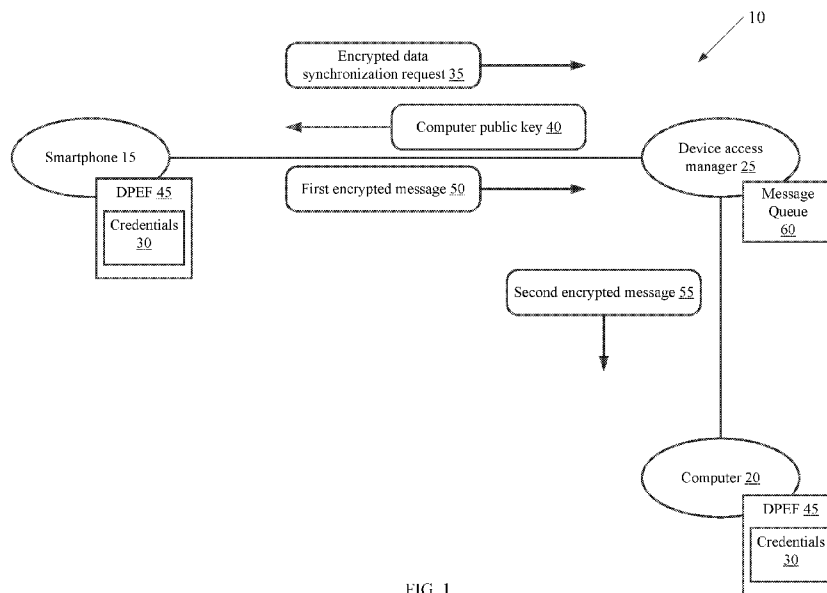 10
Encrypted data
synchronization request 35
Computer public key 40
Smartphone 15
Device access
manager 25
First encrypted message 50
DPEF 45
Credentials
30
Message
Queue
60
Second encrypted message 55
Computer 20
DPEF 45
Credentials
30
FIG. 1